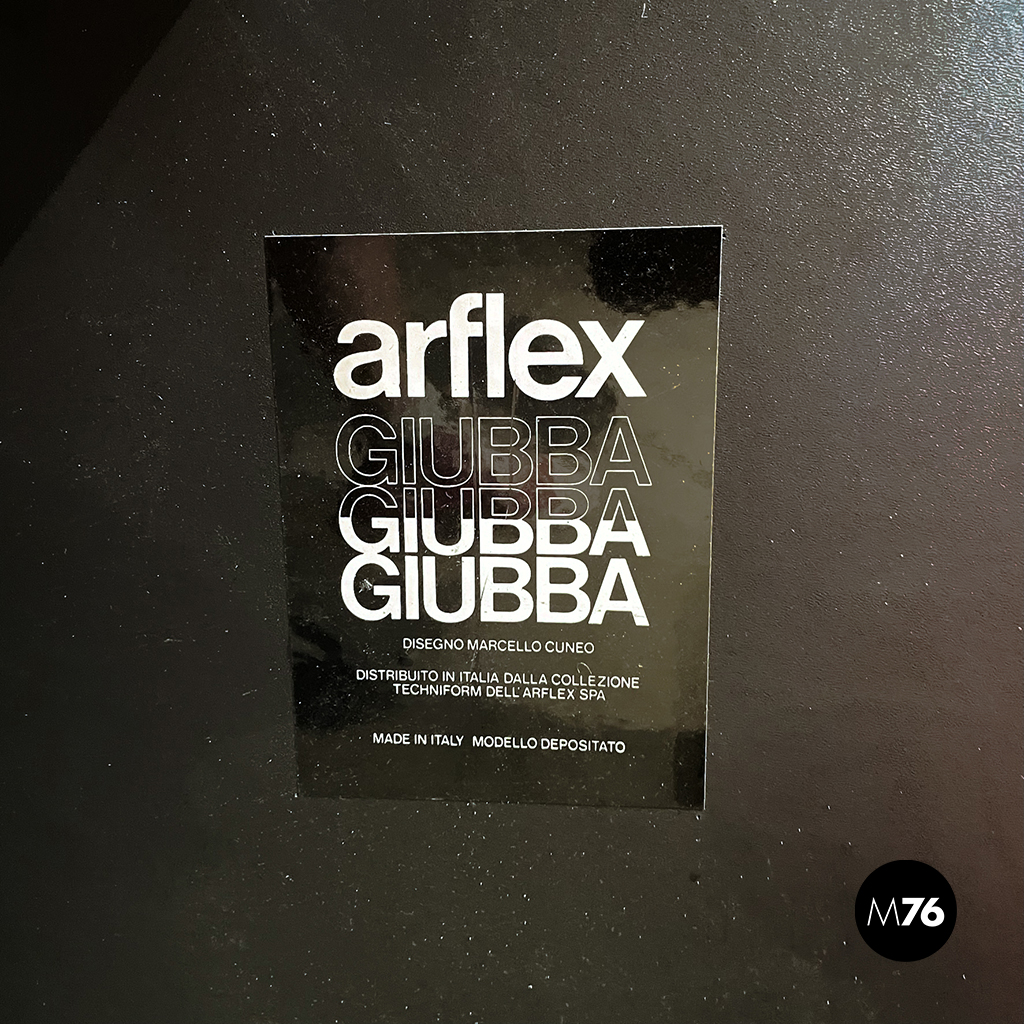 arflex
GIUBBA
GIUBBA
GIUBBA
DISEGNO MARCELLO CUNEO
DISTRIBUITO IN ITALIA DALLA COLLEZIONE
TECHNIFORM DELL'ARFLEX SPA
MADE IN ITALY MODELLO DEPOSITATO
M76